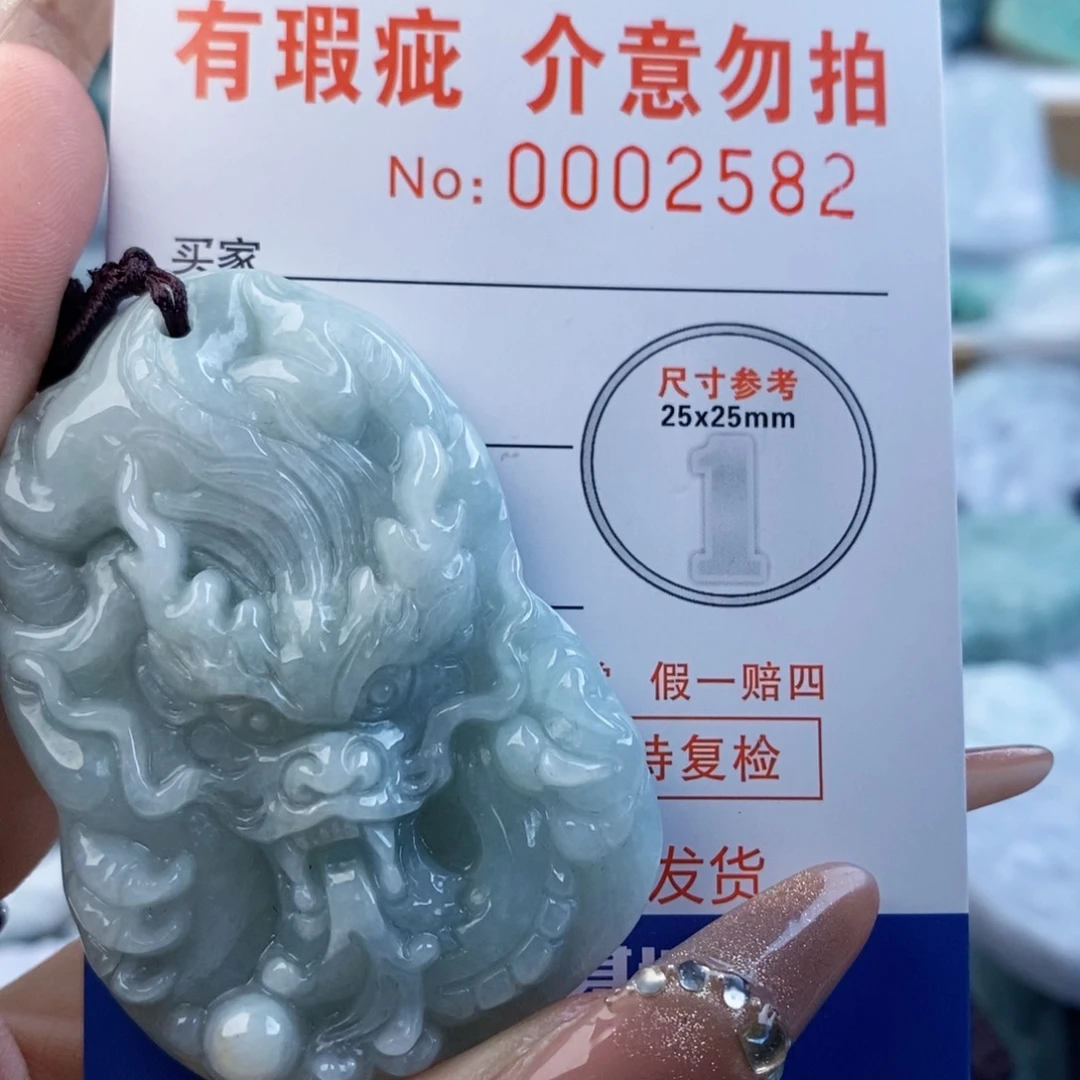 有瑕疵 介意勿拍
No: 0002582
买家
尺寸参考
25x25mm
1
假一赔四
持复检
发货